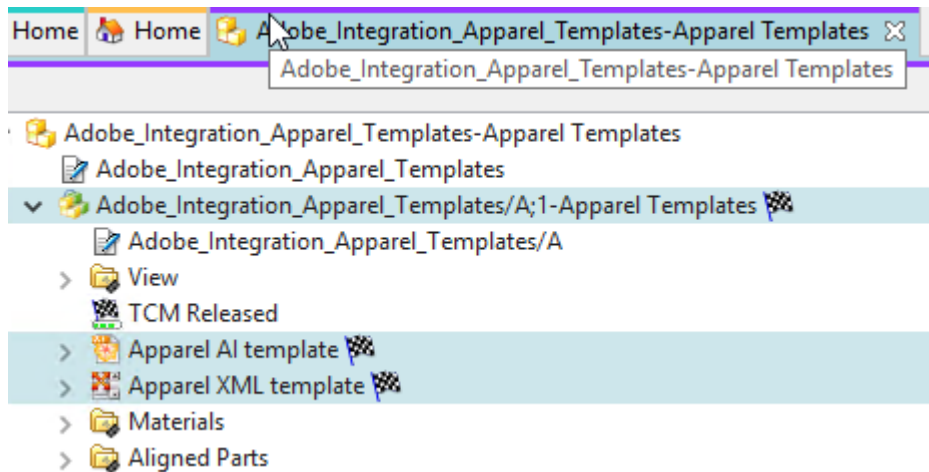 Home Home Adobe_Integration_Apparel_Templates-Apparel Templates
Adobe_Integration_Apparel_Templates-Apparel Templates
Adobe_Integration_Apparel_Templates-Apparel Templates
Adobe_Integration_Apparel_Templates
Adobe_Integration_Apparel_Templates/A;1-Apparel Templates
Adobe_Integration_Apparel_Templates/A
View
TCM Released
Apparel AI template
Apparel XML template
Materials
Aligned Parts